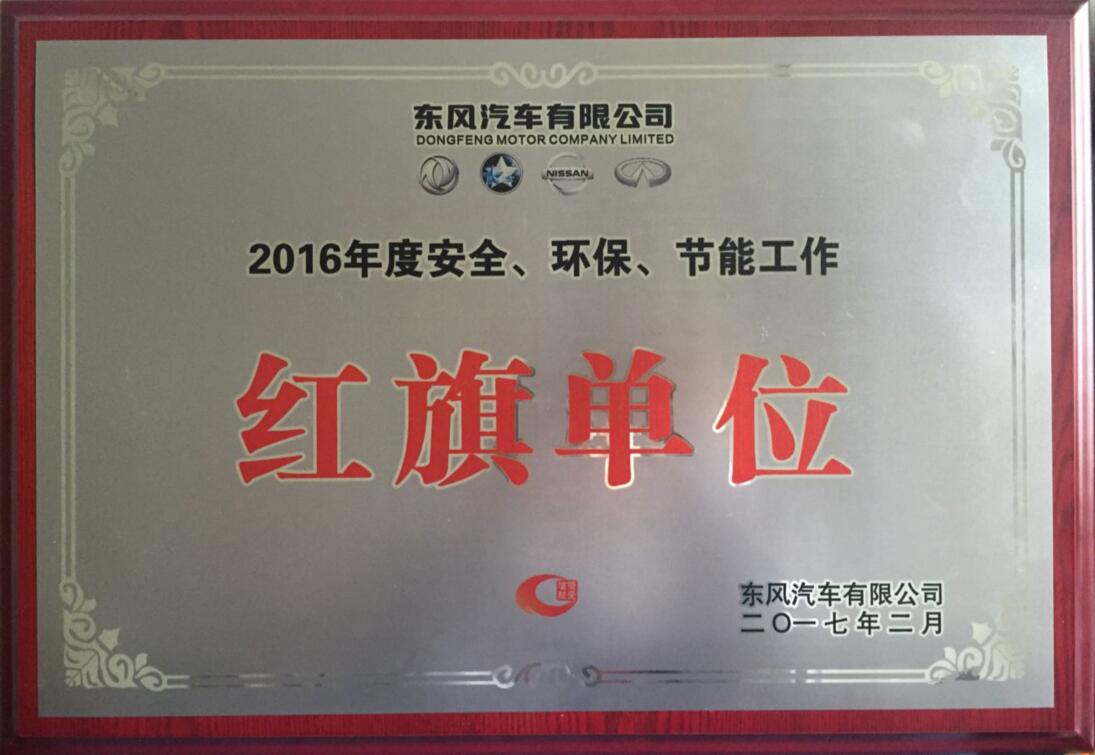 东风汽车有限公司
DONGFENG MOTOR COMPANY LIMITED
NISSAN
2016年度安全、环保、节能工作
红旗单位
东风汽车有限公司
二〇一七年二月